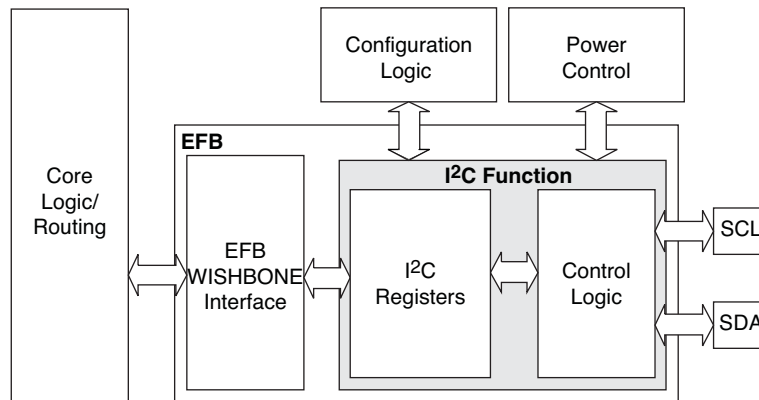 Configuration
Logic
Power
Control
EFB
Core
Logic/
Routing
I²C Function
EFB
WISHBONE
Interface
I²C
Registers
Control
Logic
SCL
SDA